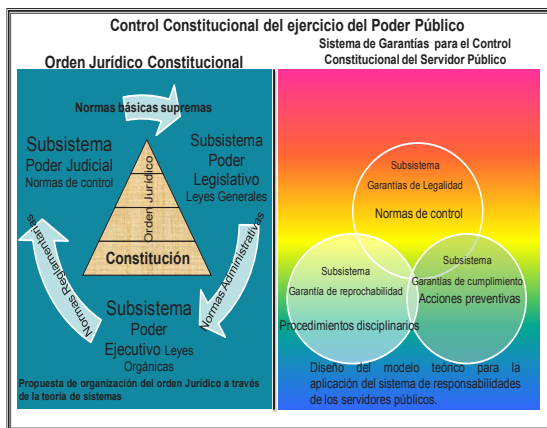 Control Constitucional del ejercicio del Poder Público
Orden Jurídico Constitucional
Normas básicas supremas
Subsistema
Poder Judicial
Normas de control
Subsistema
Poder
Legislativo
Leyes Generales
Orden Jurídico
Constitución
Normas Reglamentarias
Normas Administrativas
Subsistema
Poder
Ejecutivo Leyes
Orgánicas
Propuesta de organización del orden Jurídico a través
de la teoría de sistemas
Sistema de Garantías para el Control
Constitucional del Servidor Público
Subsistema
Garantías de Legalidad
Normas de control
Subsistema
Garantía de reprochabilidad
Procedimientos disciplinarios
Subsistema
Garantías de cumplimiento
Acciones preventivas
Diseño del modelo teórico para la
aplicación del sistema de responsabilidades
de los servidores públicos.